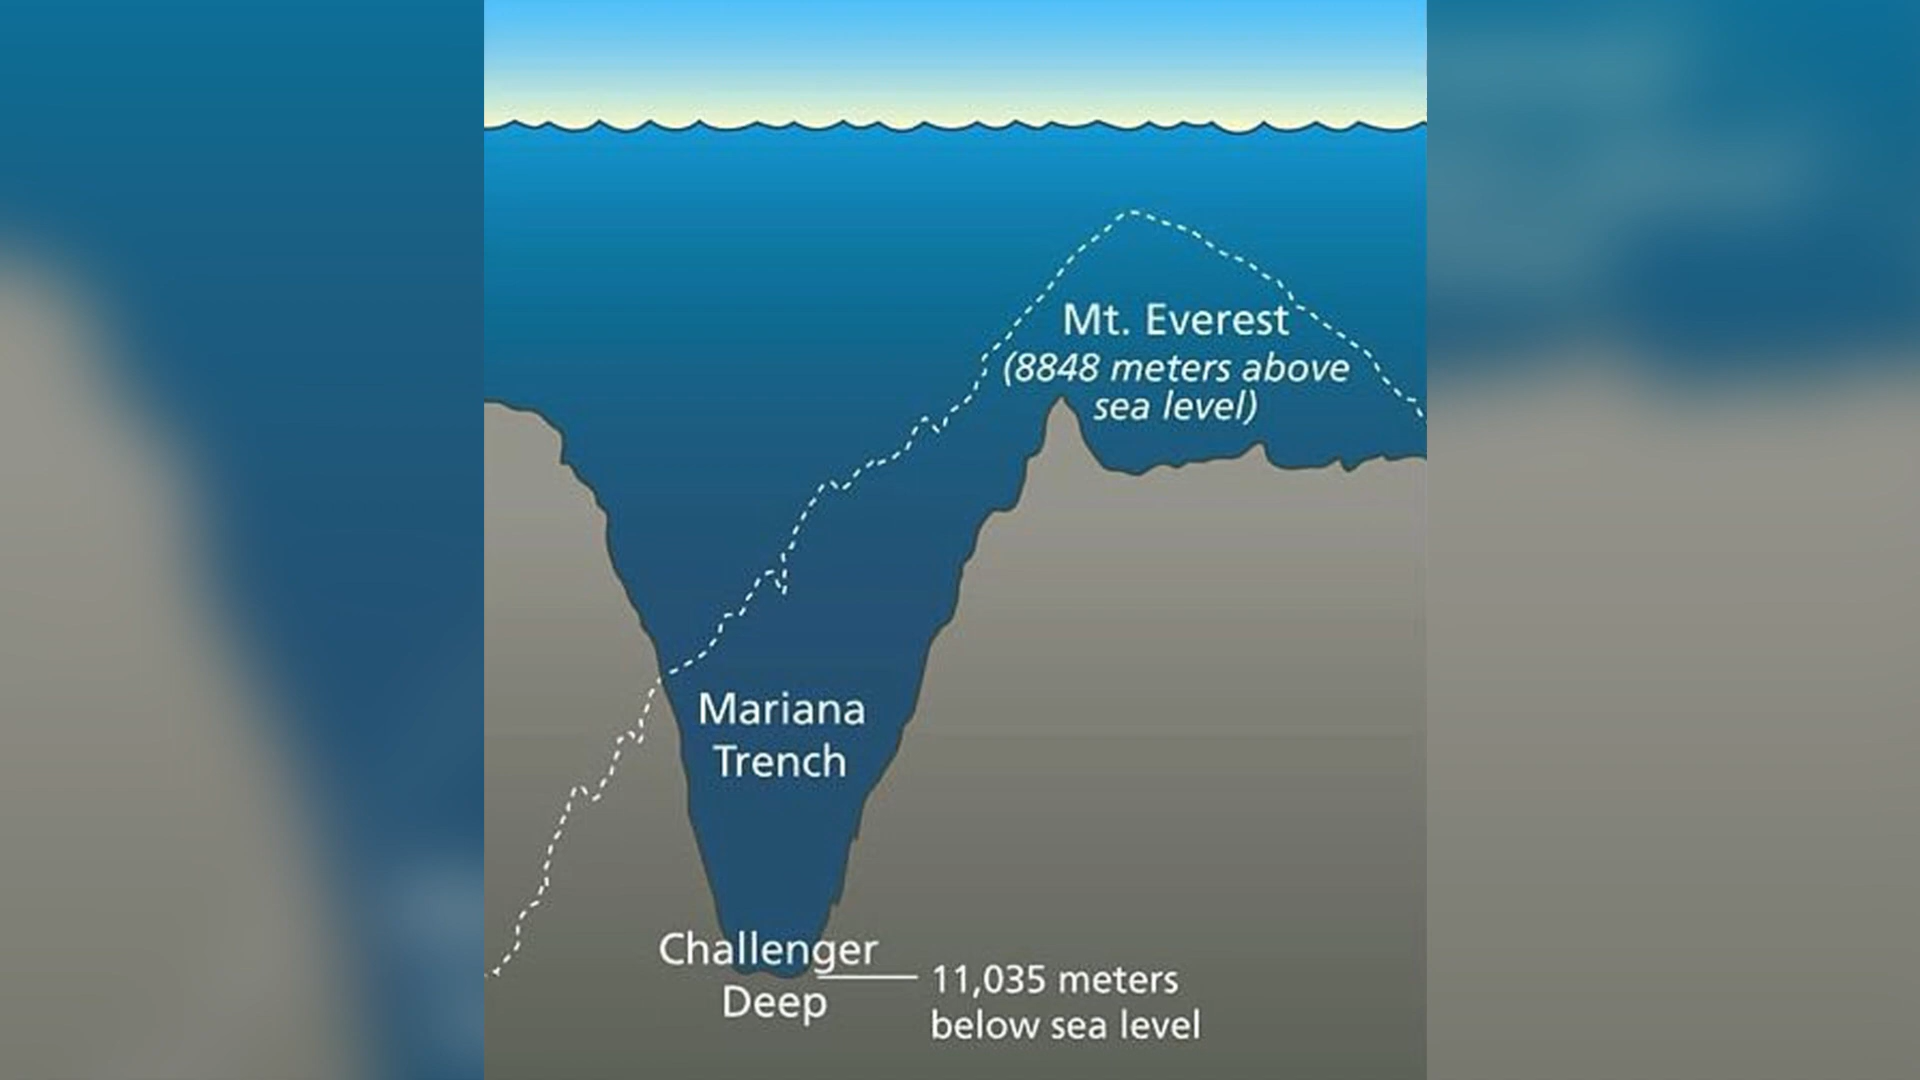 Mt. Everest
(8848 meters above
sea level)
Mariana
Trench
Challenger
Deep
11,035 meters
below sea level